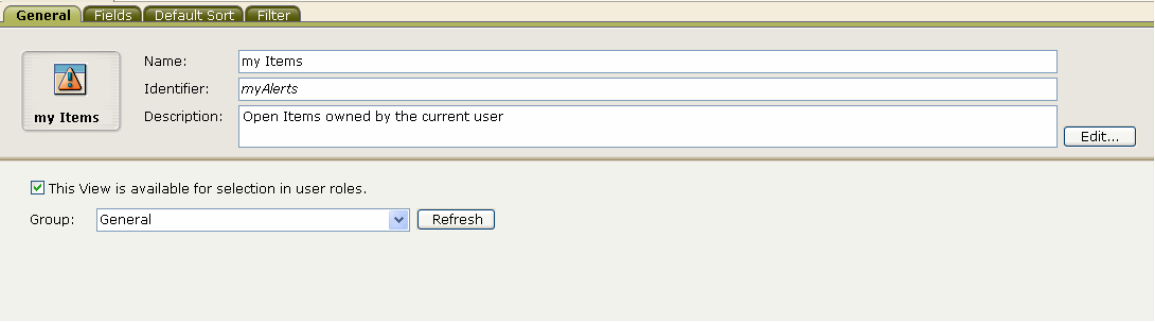 General Fields Default Sort Filter
Name: my Items
Identifier: myAlerts
my Items
Description: Open Items owned by the current user
Edit...
This View is available for selection in user roles.
Group: General Refresh